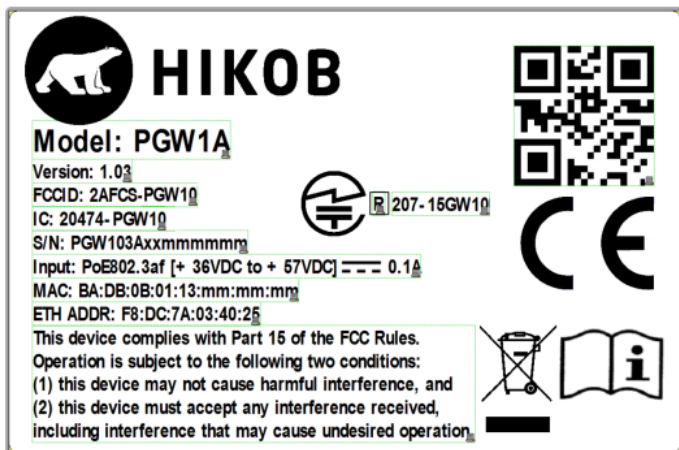 HIKOB
Model: PGW1A
Version: 1.03
FCCID: 2AFCS-PGW10
IC: 20474-PGW10
R 207-15GW10
S/N: PGW103Axxmmmmmm
Input: PoE802.3af [+ 36VDC to + 57VDC] 0.1A
MAC: BA:DB:0B:01:13:mm:mm:mm
ETH ADDR: F8:DC:7A:03:40:25
CE
This device complies with Part 15 of the FCC Rules.
Operation is subject to the following two conditions:
(1) this device may not cause harmful interference, and
(2) this device must accept any interference received,
including interference that may cause undesired operation.